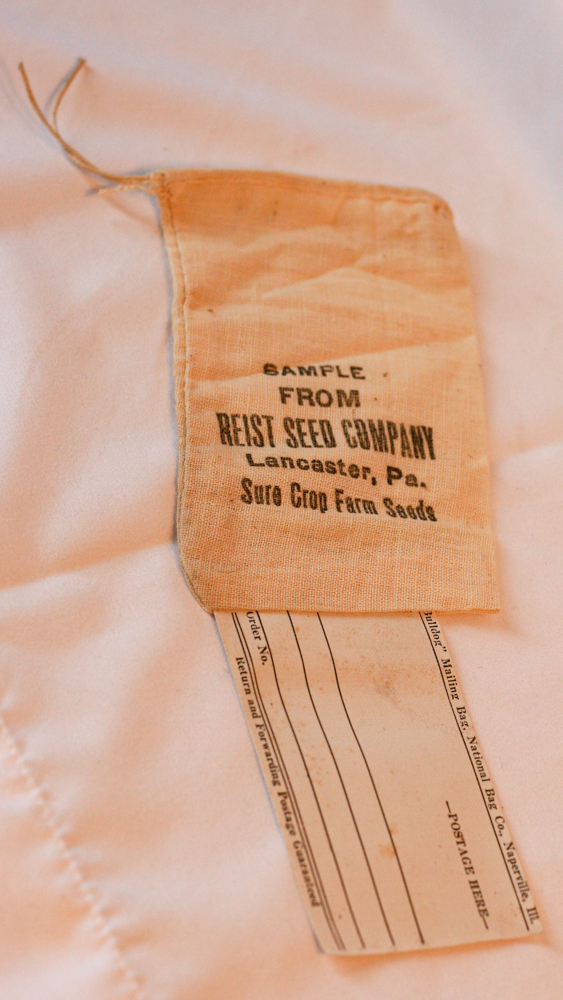 SAMPLE
FROM
REIST SEED COMPANY
Lancaster, Pa.
Sure Crop Farm Seeds
Bulldog" Mailing Bag, National Bag Co., Naperville, Ill.
—POSTAGE HERE—
Order No.
Return and Forwarding Postage Guaranteed